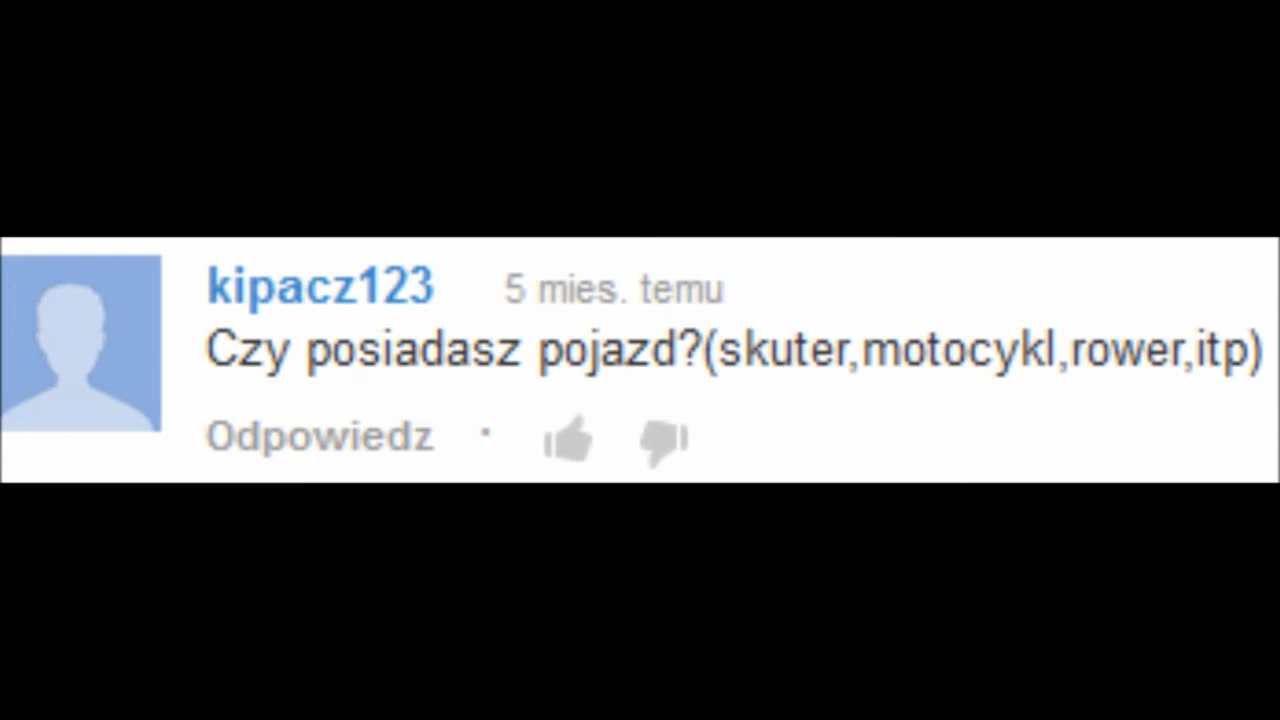 kipacz123 5 mies. temu
Czy posiadasz pojazd?(skuter,motocykl,rower,itp)
Odpowiedz ·